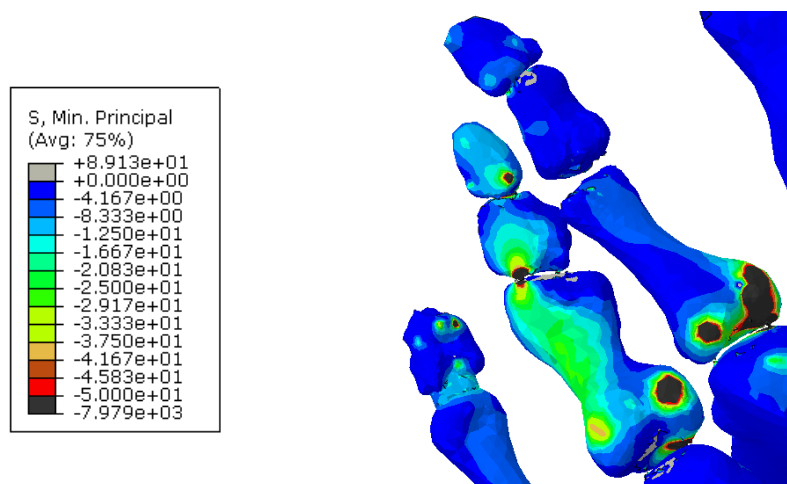 S, Min. Principal
(Avg: 75%)
+8.913e+01
+0.000e+00
-4.167e+00
-8.333e+00
-1.250e+01
-1.667e+01
-2.083e+01
-2.500e+01
-2.917e+01
-3.333e+01
-3.750e+01
-4.167e+01
-4.583e+01
-5.000e+01
-7.979e+03